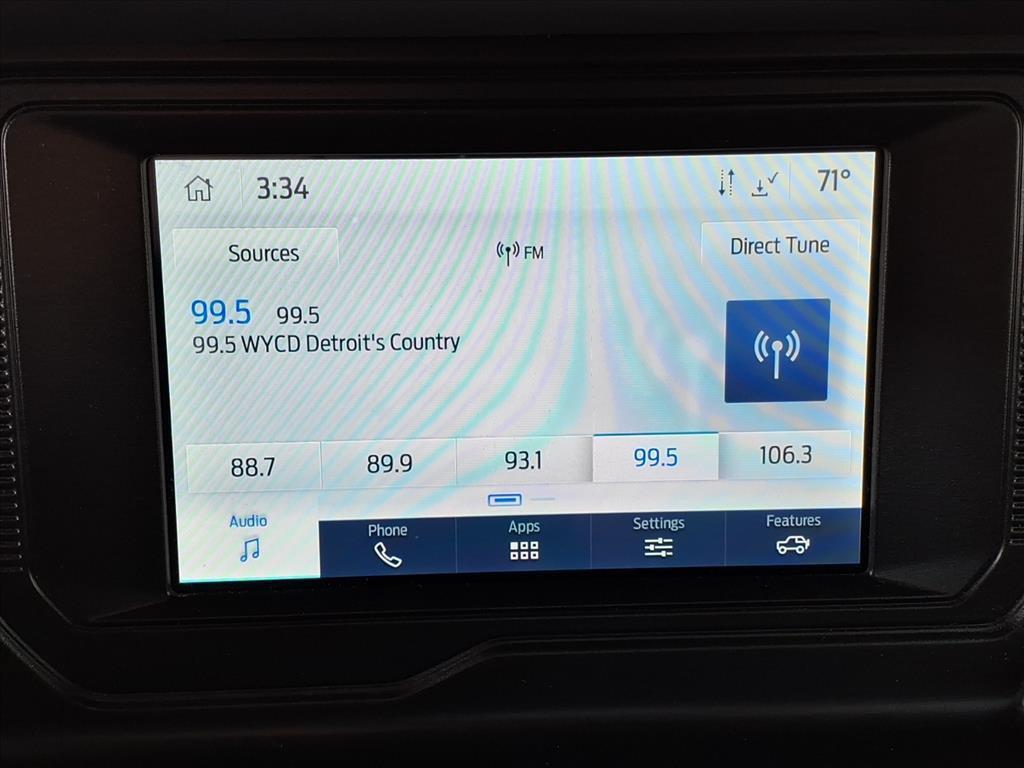 3:34
71°
Sources
FM
Direct Tune
99.5 99.5
99.5 WYCD Detroit's Country
88.7 89.9 93.1 99.5 106.3
Audio Phone Apps Settings Features